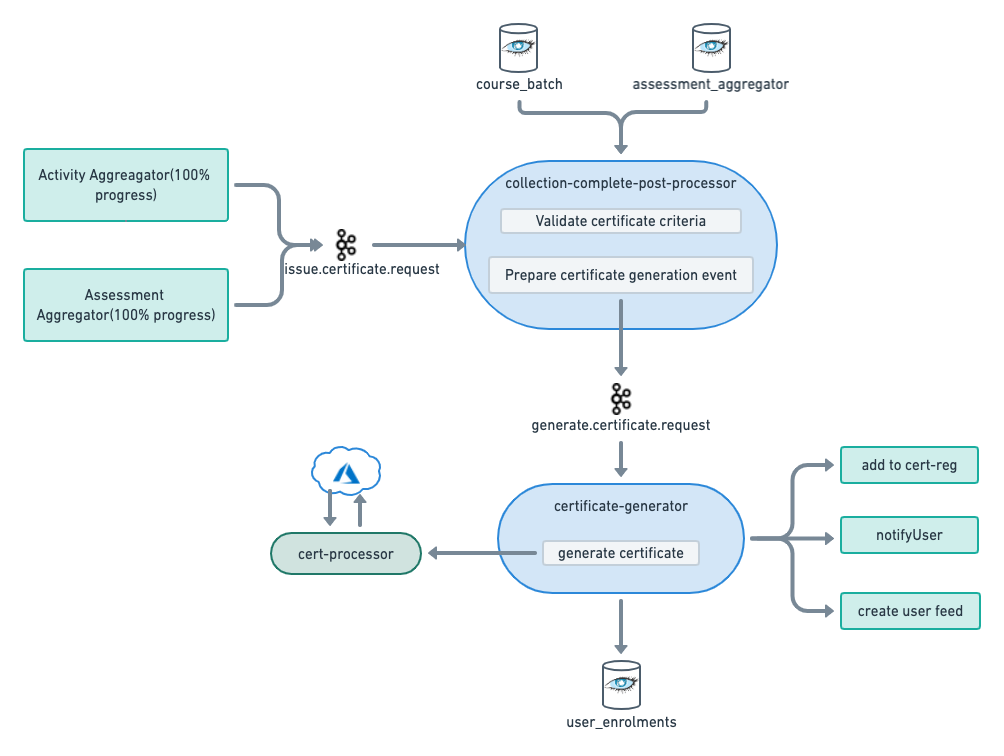 course_batch
assessment_aggregator
Activity Aggreagator(100%
progress)
collection-complete-post-processor
Validate certificate criteria
issue.certificate.request
Prepare certificate generation event
Assessment
Aggregator(100% progress)
generate.certificate.request
add to cert-reg
certificate-generator
notifyUser
cert-processor
generate certificate
create user feed
user_enrolments